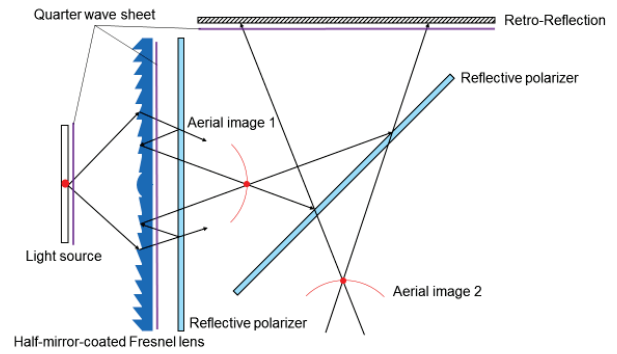 Quarter wave sheet
Retro-Reflection
Reflective polarizer
Aerial image 1
Light source
Aerial image 2
Reflective polarizer
Half-mirror-coated Fresnel lens